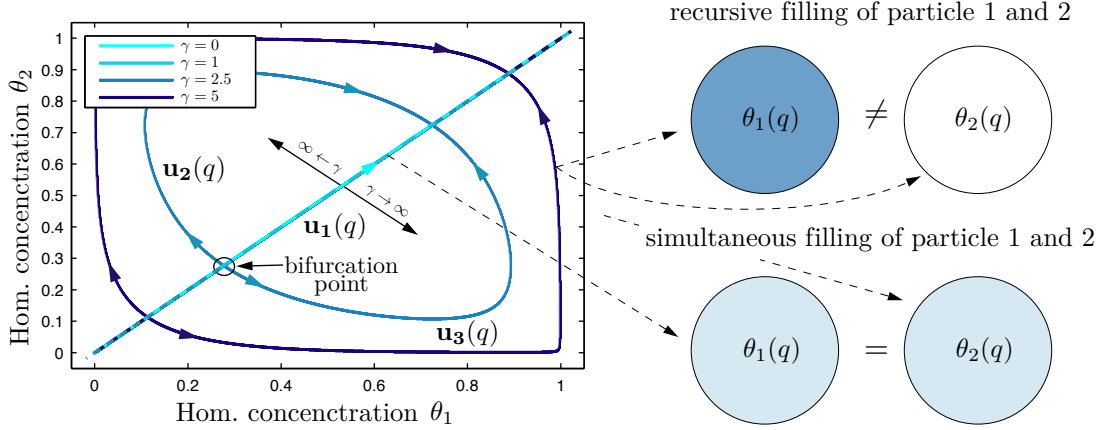 recursive filling of particle 1 and 2
1
0.9
0.8
0.7
0.6
0.5
0.4
0.3
0.2
0.1
0
Hom. concenctration θ₂
γ = 0
γ = 1
γ = 2.5
γ = 5
u₂(q)
∞ ← γ
γ → ∞
u₁(q)
bifurcation
point
u₃(q)
0 0.2 0.4 0.6 0.8 1
Hom. concenctration θ₁
θ₁(q) ≠ θ₂(q)
simultaneous filling of particle 1 and 2
θ₁(q) = θ₂(q)